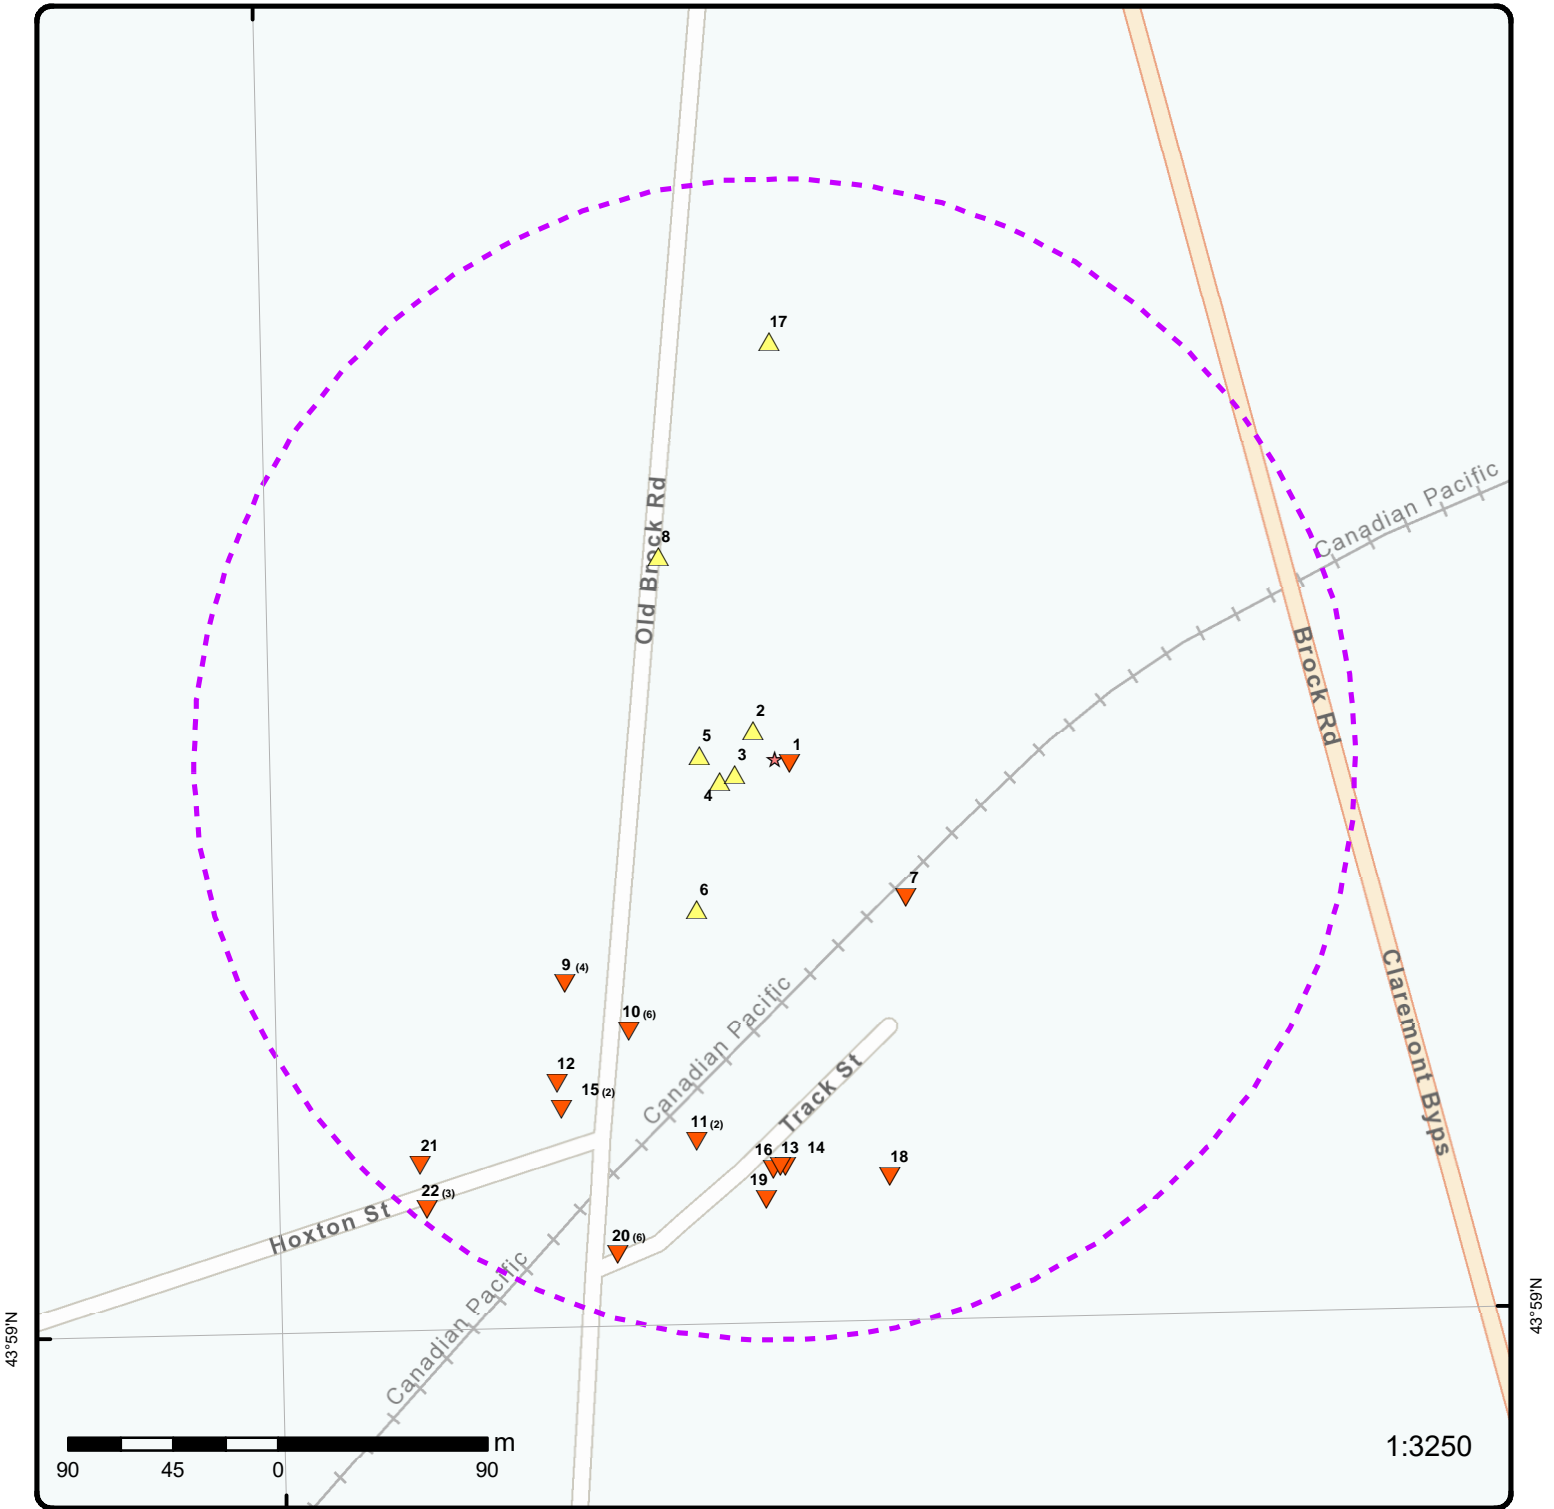 17
Canadian Pacific
8
Old Brock Rd
Brock Rd
2
5
1
3
4
7
6
9 (4)
10 (6)
Claremont Byps
Canadian Pacific
12
15 (2)
Track St
11 (2)
21
16
13
14
18
19
22 (3)
Hoxton St
20 (6)
Canadian Pacific
43°59'N
43°59'N
m
90
45
0
90
1:3250